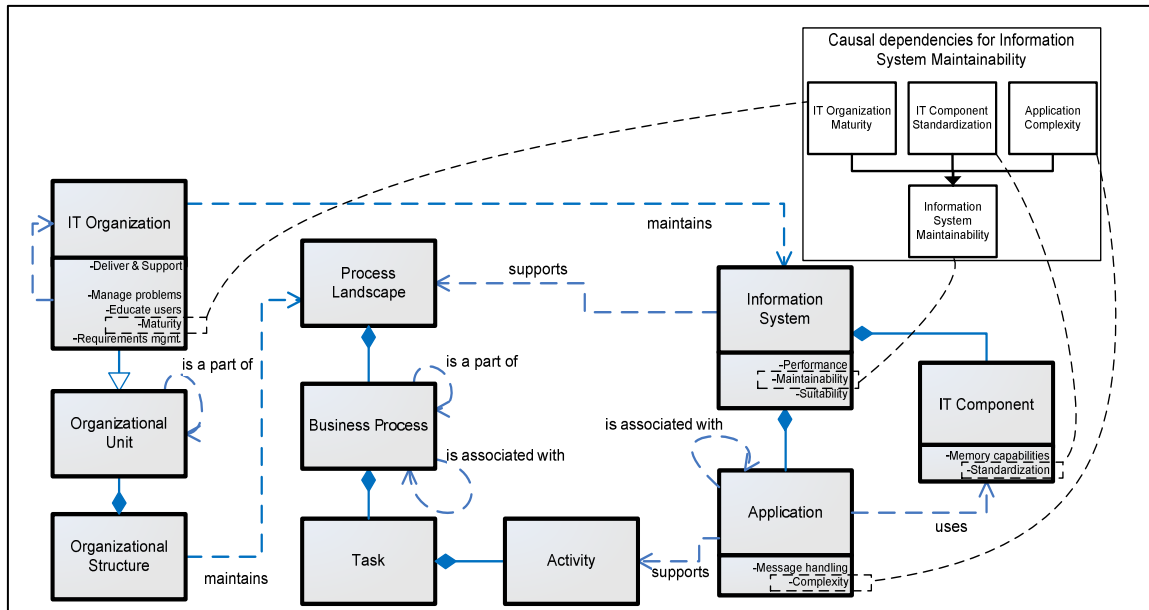 Causal dependencies for Information
System Maintainability
IT Organization
Maturity
IT Component
Standardization
Application
Complexity
Information
System
Maintainability
IT Organization
-Deliver & Support
-Manage problems
-Educate users
-Maturity
-Requirements mgmt.
maintains
supports
Process
Landscape
Information
System
-Performance
-Maintainability
-Suitability
is a part of
is a part of
Organizational
Unit
Business Process
is associated with
is associated with
IT Component
-Memory capabilities
-Standardization
Application
-Message handling
-Complexity
uses
Organizational
Structure
maintains
Task
Activity
supports